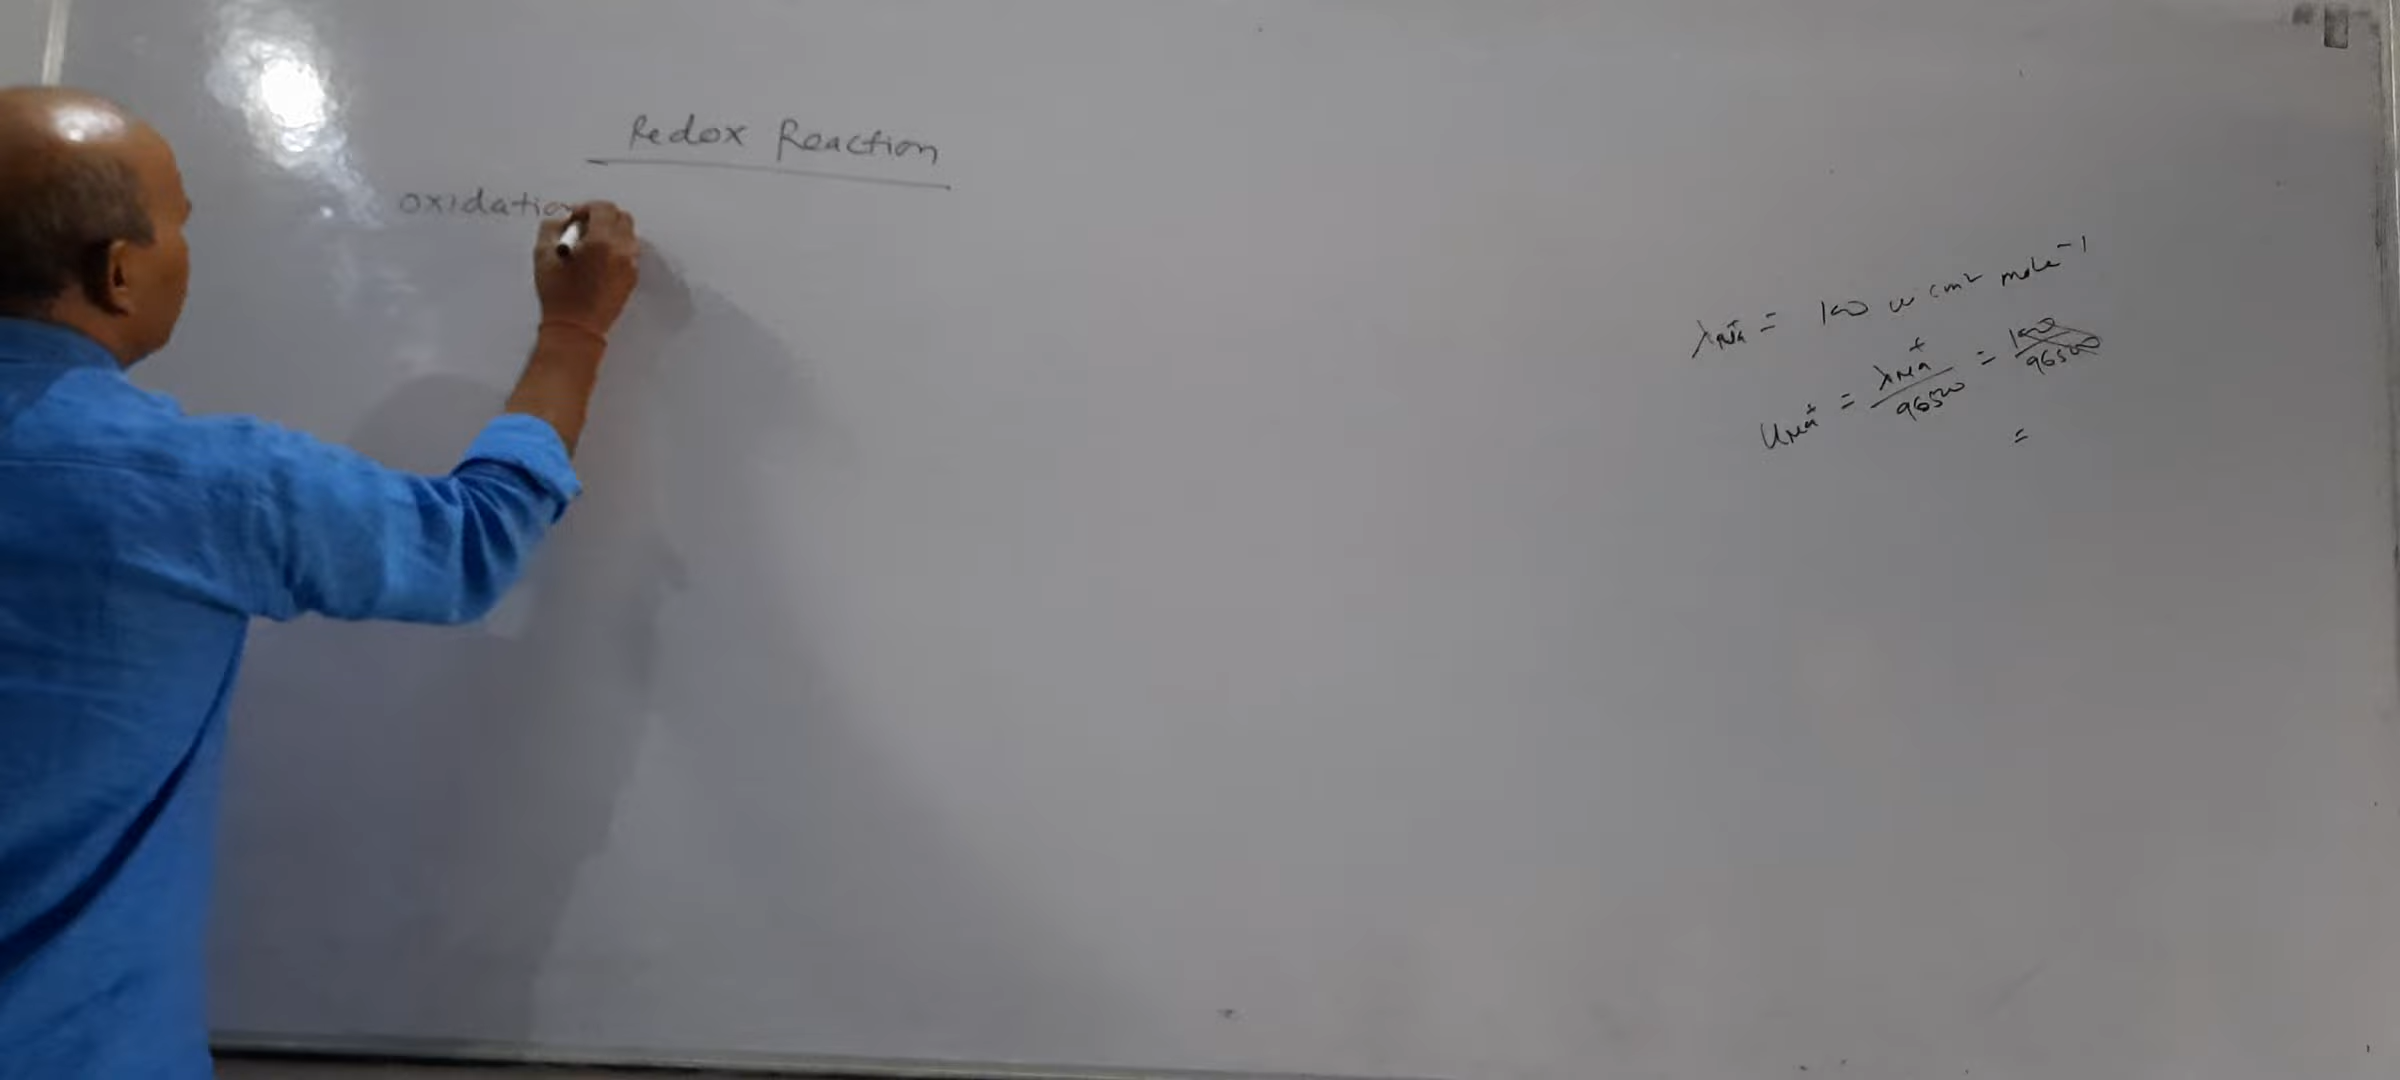 Redox Reaction
oxidation
λNa⁺ = 100 cm² mole⁻¹
UNa⁺ = λNa⁺/96500 = 100/96500
=